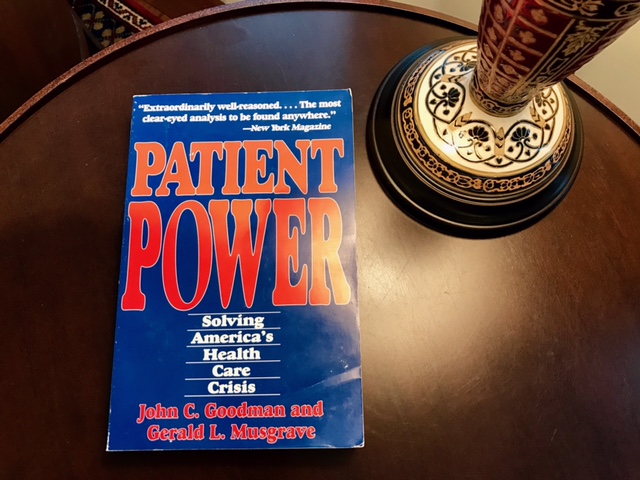 "Extraordinarily well-reasoned. . . . The most
clear-eyed analysis to be found anywhere."
—New York Magazine
PATIENT
POWER
Solving
America's
Health
Care
Crisis
John C. Goodman and
Gerald L. Musgrave